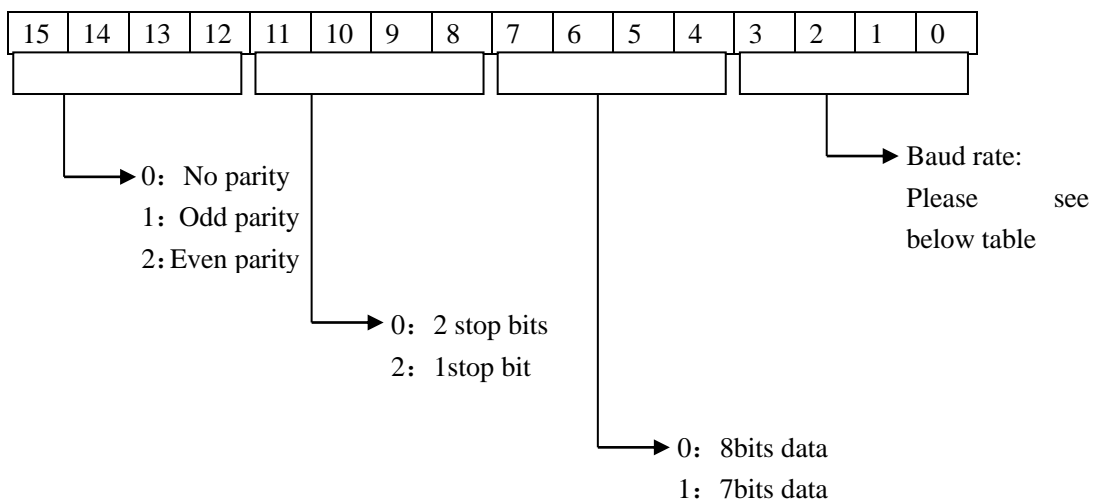 15 14 13 12 11 10 9 8 7 6 5 4 3 2 1 0
0： No parity
1：Odd parity
2：Even parity
Baud rate:
Please see
below table
0：2 stop bits
2：1stop bit
0：8bits data
1：7bits data